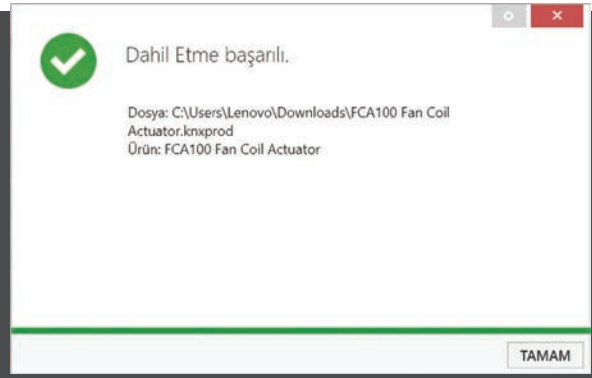 Dahil Etme başarılı.
Dosya: C:\Users\Lenovo\Downloads\FCA100 Fan Coil
Actuator.knxprod
Ürün: FCA100 Fan Coil Actuator
TAMAM